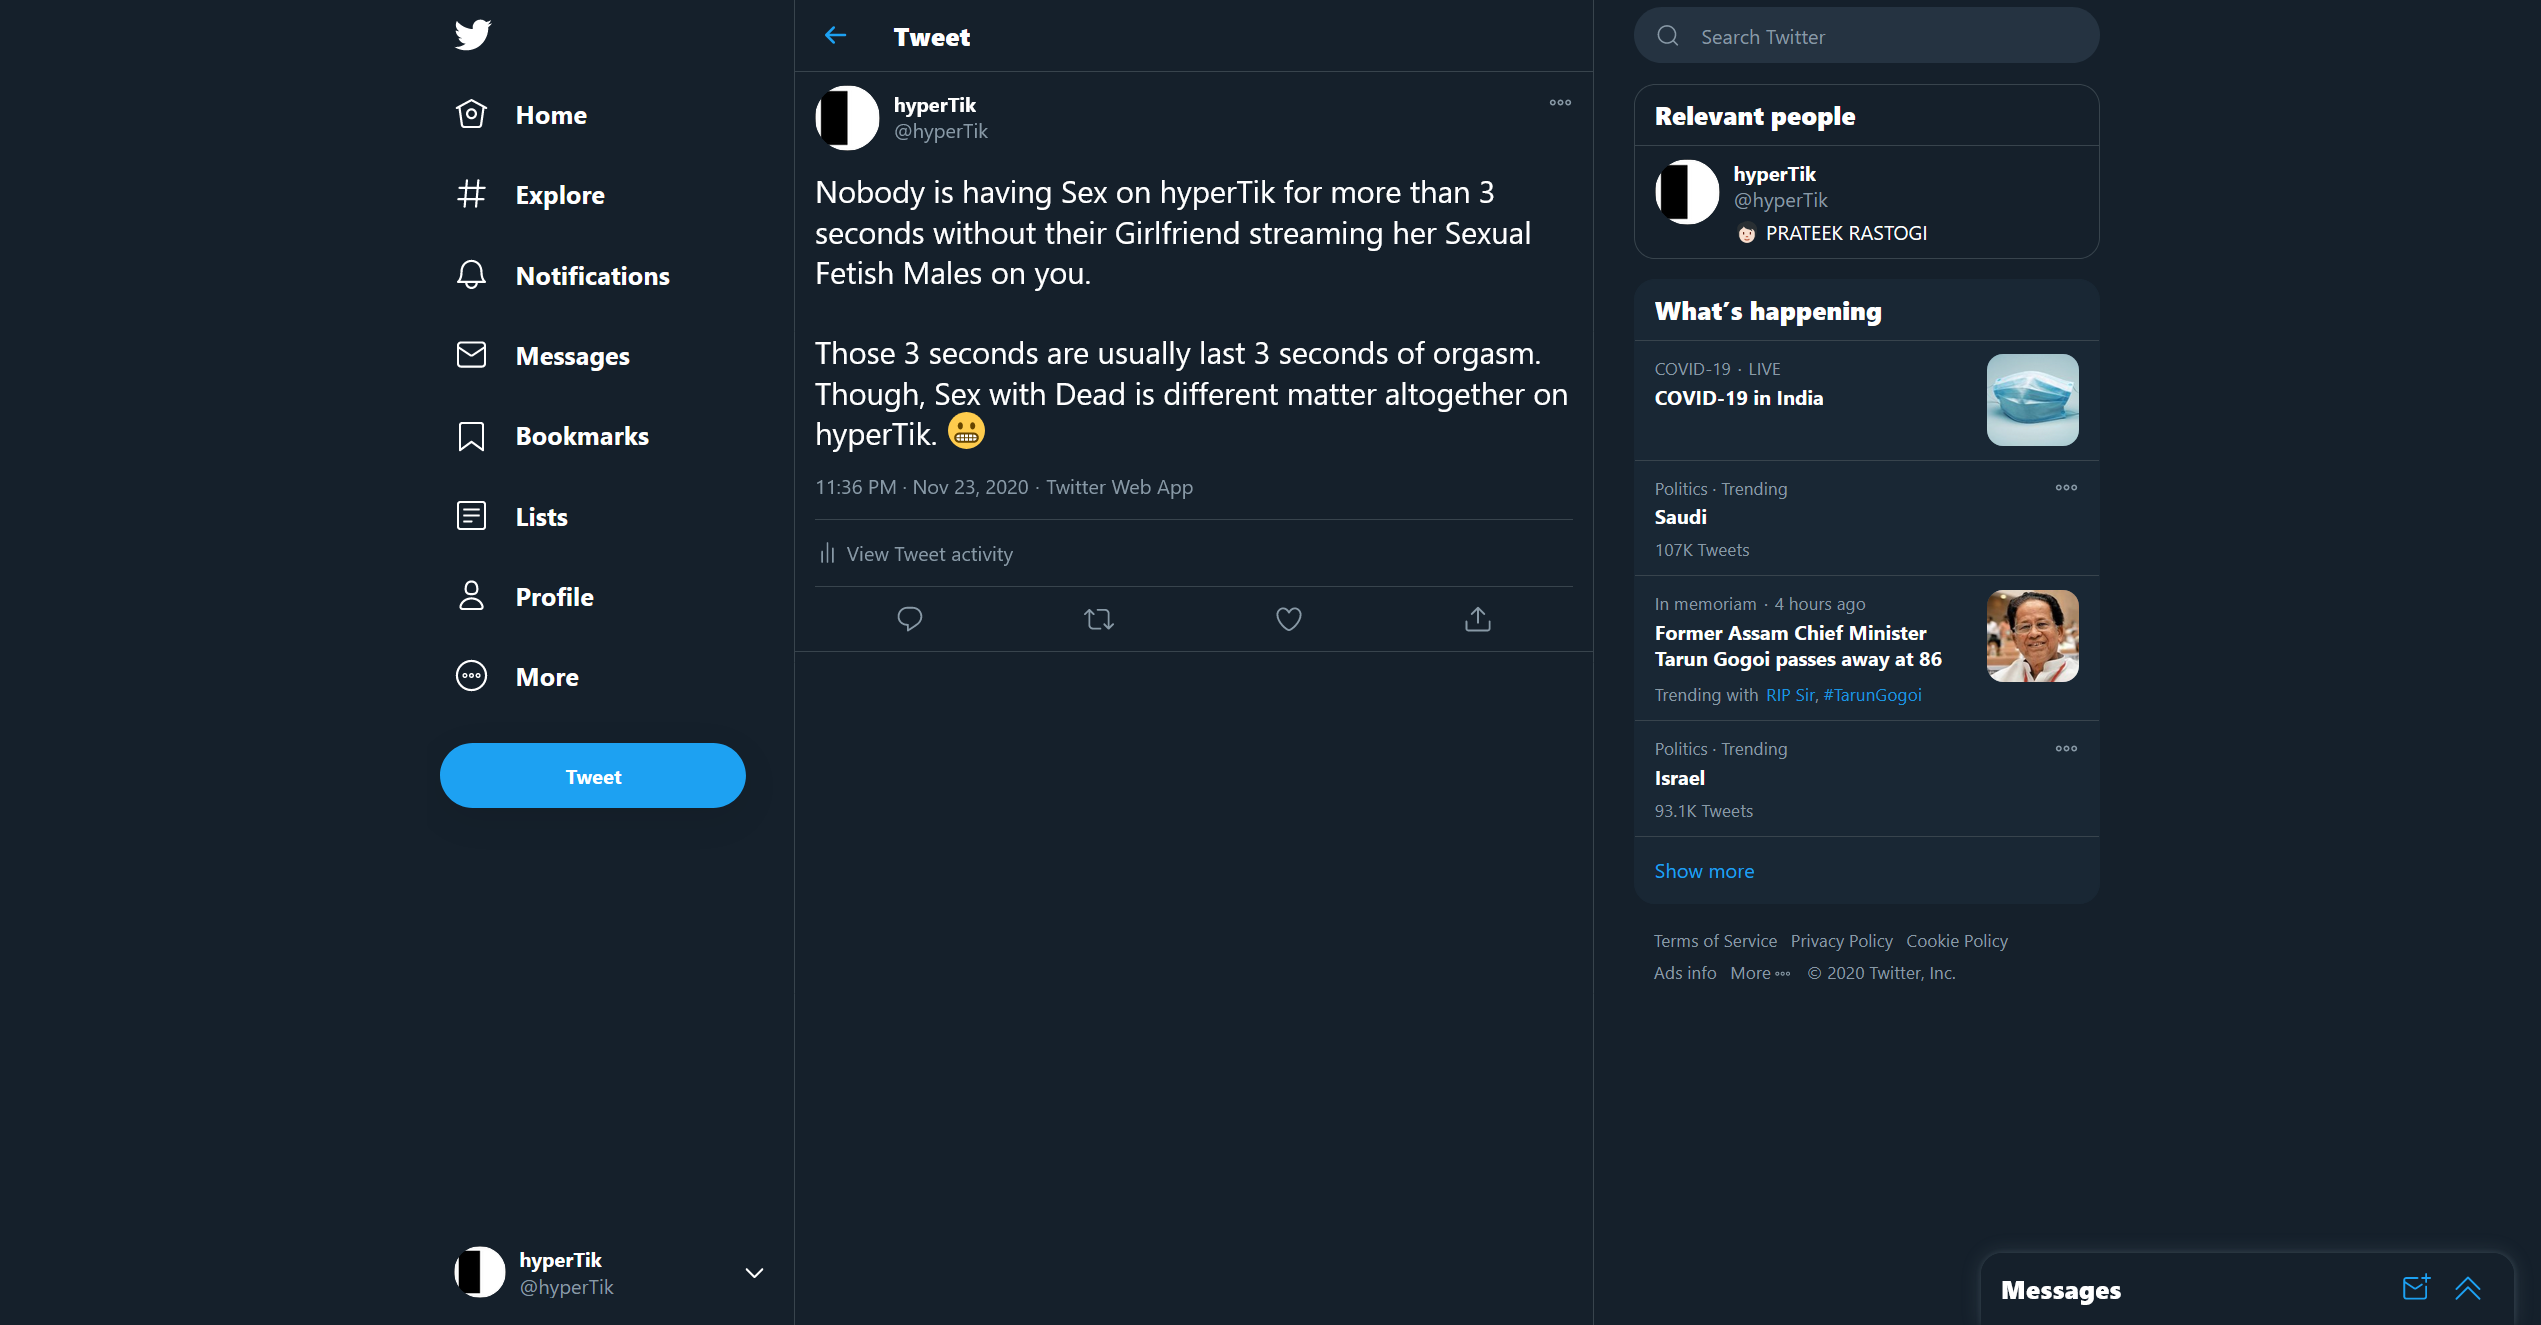 Home
Explore
Notifications
Messages
Bookmarks
Lists
Profile
More
Tweet
hyperTik
@hyperTik
Tweet
hyperTik
@hyperTik
Nobody is having Sex on hyperTik for more than 3
seconds without their Girlfriend streaming her Sexual
Fetish Males on you.
Those 3 seconds are usually last 3 seconds of orgasm.
Though, Sex with Dead is different matter altogether on
hyperTik. 😬
11:36 PM · Nov 23, 2020 · Twitter Web App
View Tweet activity
Search Twitter
Relevant people
hyperTik
@hyperTik
👨🏻 PRATEEK RASTOGI
What’s happening
COVID-19 · LIVE
COVID-19 in India
Politics · Trending
Saudi
107K Tweets
In memoriam · 4 hours ago
Former Assam Chief Minister
Tarun Gogoi passes away at 86
Trending with RIP Sir, #TarunGogoi
Politics · Trending
Israel
93.1K Tweets
Show more
Terms of Service Privacy Policy Cookie Policy
Ads info More © 2020 Twitter, Inc.
Messages